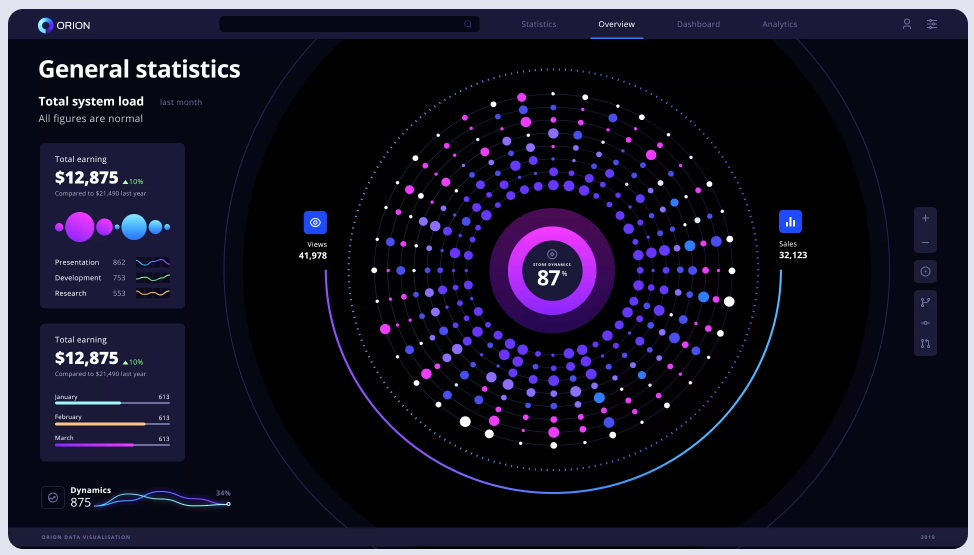 ORION
Statistics
Overview
Dashboard
Analytics
General statistics
Total system load last month
All figures are normal
Total earning
$12,875 10%
Compared to $21,490 last year
Presentation 862
Development 753
Research 553
Total earning
$12,875 10%
Compared to $21,490 last year
January 613
February 613
March 613
Dynamics 34%
875
Views
41,978
STORE DYNAMICS
87%
Sales
32,123
ORION DATA VISUALISATION
2019